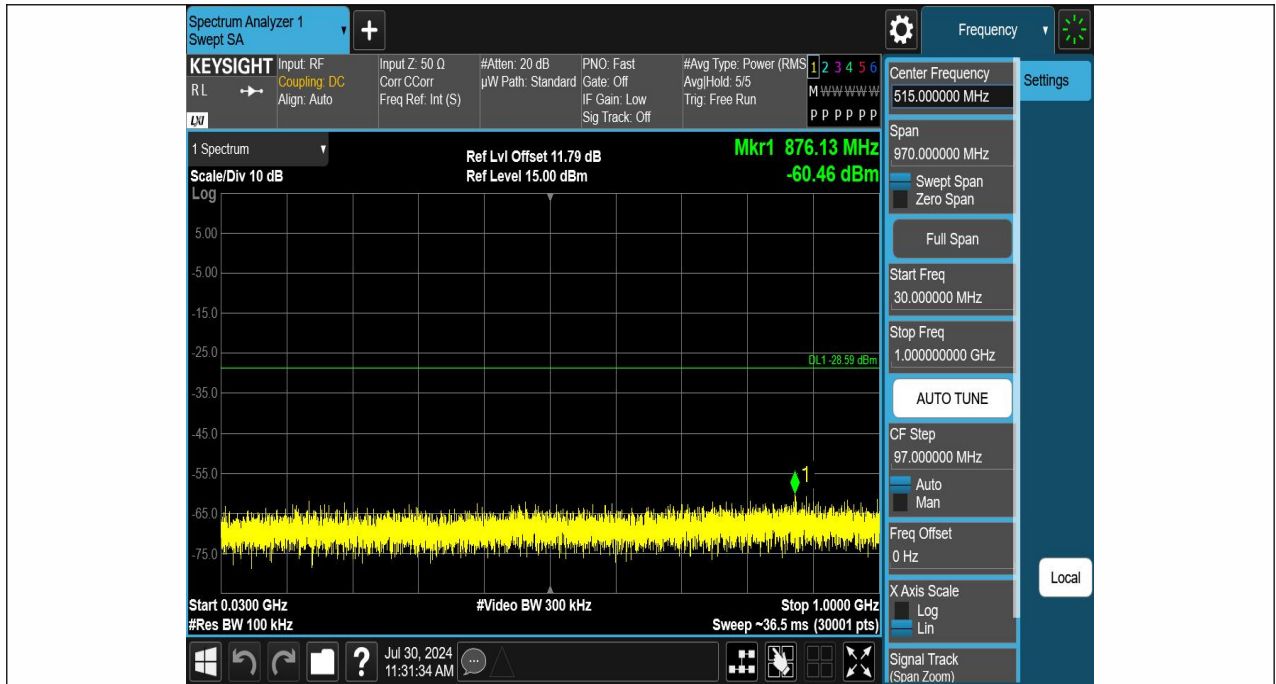 Spectrum Analyzer 1
Swept SA
+
Frequency
KEYSIGHT
RL
LXI
Input: RF
Coupling: DC
Align: Auto
Input Z: 50 Ω
Corr CCorr
Freq Ref: Int (S)
#Atten: 20 dB
µW Path: Standard
PNO: Fast
Gate: Off
IF Gain: Low
Sig Track: Off
#Avg Type: Power (RMS
Avg|Hold: 5/5
Trig: Free Run
1 2 3 4 5 6
M W W W W W
P P P P P P
1 Spectrum
Scale/Div 10 dB
Log
Ref Lvl Offset 11.79 dB
Ref Level 15.00 dBm
Mkr1 876.13 MHz
-60.46 dBm
5.00
-5.00
-15.0
-25.0
DL1 -28.59 dBm
-35.0
-45.0
-55.0
1
-65.0
-75.0
Start 0.0300 GHz
#Res BW 100 kHz
#Video BW 300 kHz
Stop 1.0000 GHz
Sweep ~36.5 ms (30001 pts)
?
Jul 30, 2024
11:31:34 AM
Center Frequency
515.000000 MHz
Settings
Span
970.000000 MHz
Swept Span
Zero Span
Full Span
Start Freq
30.000000 MHz
Stop Freq
1.000000000 GHz
AUTO TUNE
CF Step
97.000000 MHz
Auto
Man
Freq Offset
0 Hz
Local
X Axis Scale
Log
Lin
Signal Track
(Span Zoom)